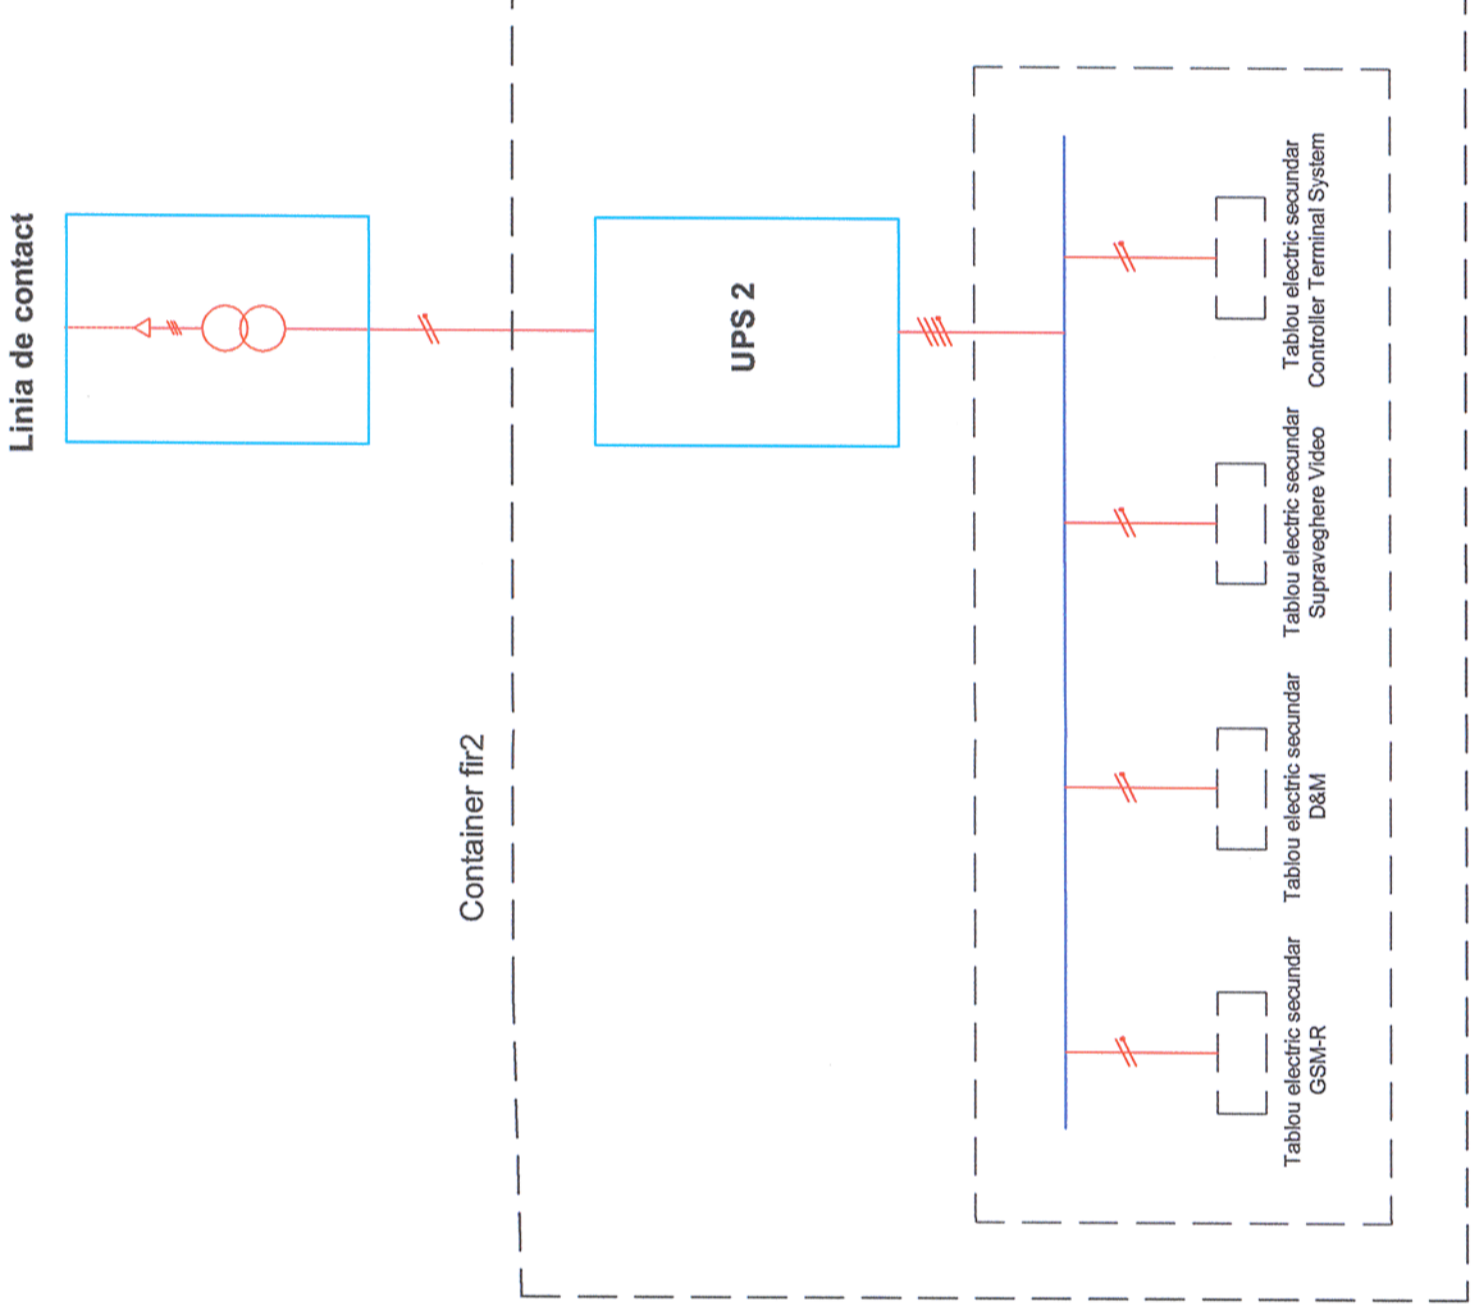 Linia de contact
Container fir2
UPS 2
Tablou electric secundar
GSM-R
Tablou electric secundar
D&M
Tablou electric secundar
Supraveghere Video
Tablou electric secundar
Controller Terminal System